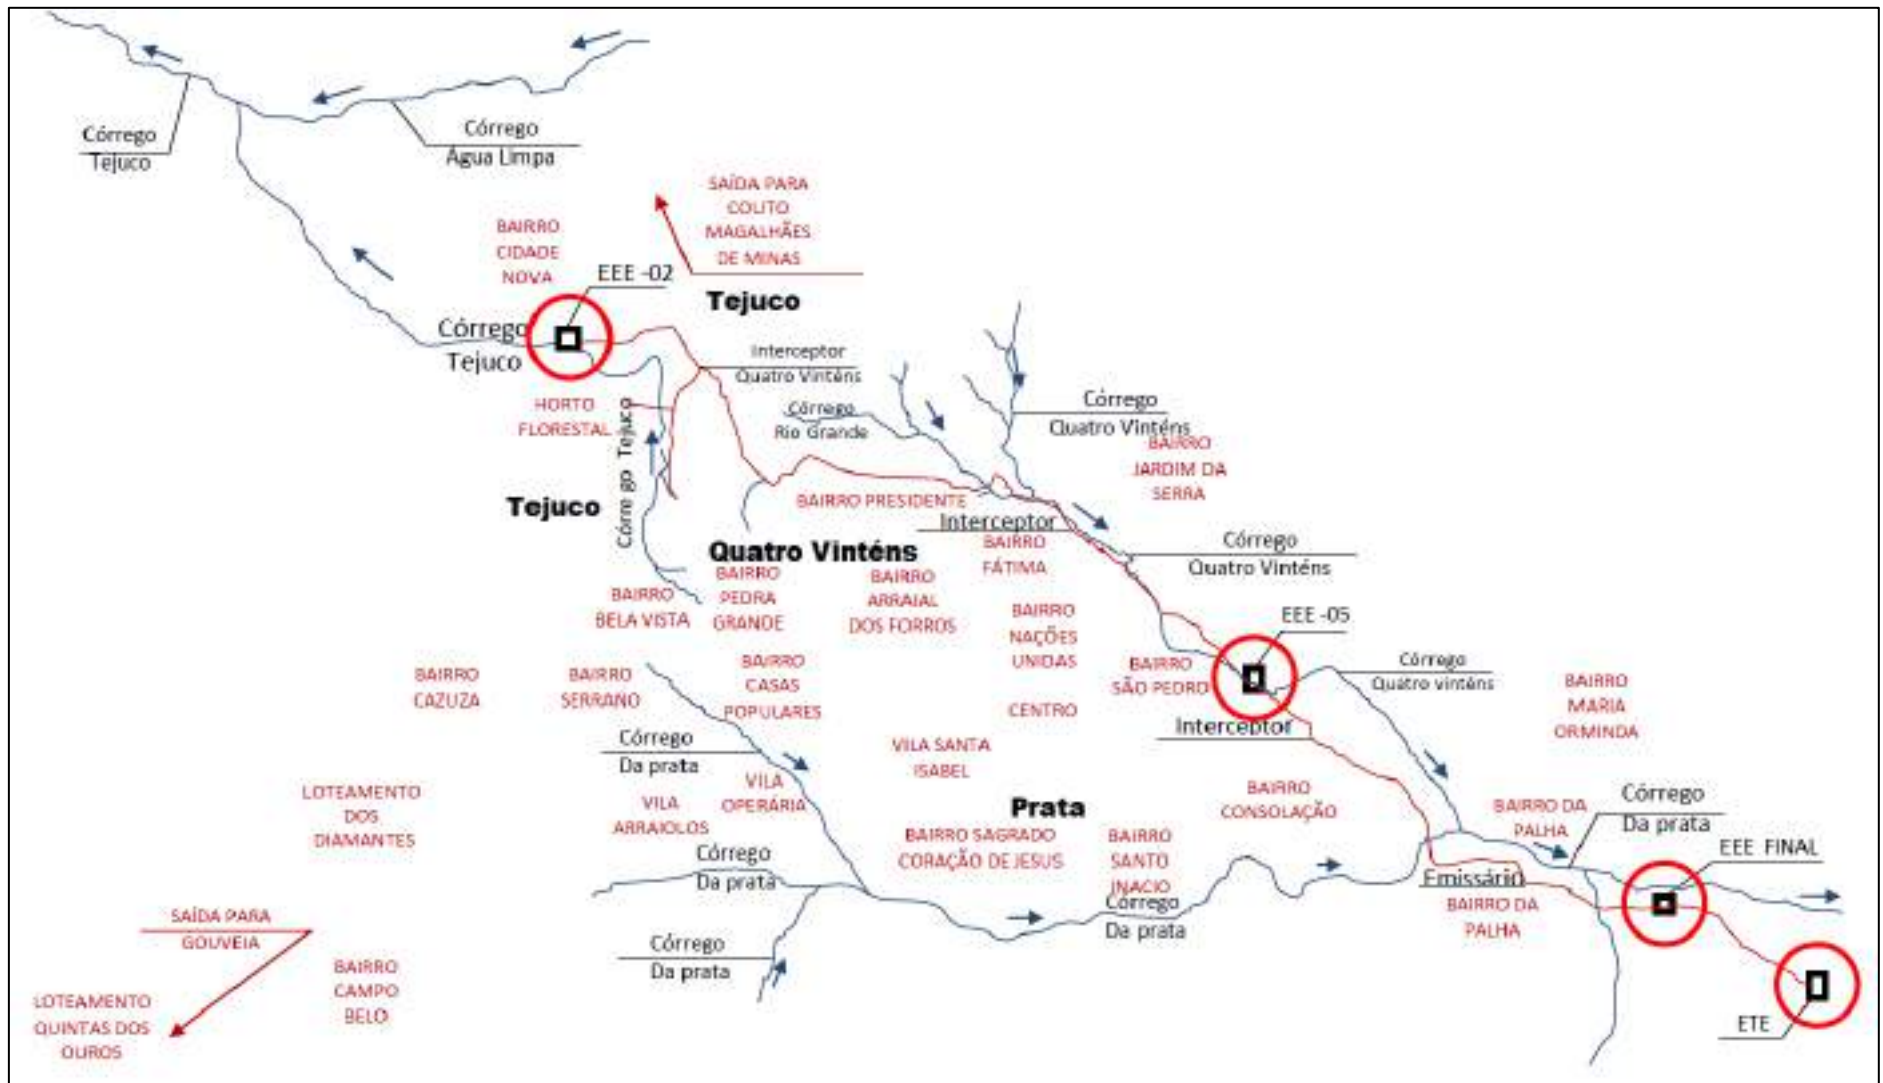 Córrego
Tejuco
Córrego
Agua Limpa
SAÍDA PARA
COUTO
MAGALHÃES
DE MINAS
BAIRRO
CIDADE
NOVA
EEE -02
Tejuco
Córrego
Tejuco
Interceptor
Quatro Vinténs
HORTO
FLORESTAL
Córre go Tejuco
Córrego
Rio Grande
Córrego
Quatro Vinténs
BAIRRO
JARDIM DA
SERRA
Tejuco
BAIRRO PRESIDENTE
Interceptor
Quatro Vinténs
BAIRRO
FÁTIMA
Córrego
Quatro Vinténs
BAIRRO
BELA VISTA
BAIRRO
PEDRA
GRANDE
BAIRRO
ARRAIAL
DOS FORROS
BAIRRO
NAÇÕES
UNIDAS
EEE -05
BAIRRO
CAZUZA
BAIRRO
SERRANO
BAIRRO
CASAS
POPULARES
CENTRO
BAIRRO
SÃO PEDRO
Córrego
Quatro vinténs
BAIRRO
MARIA
ORMINDA
Interceptor
Córrego
Da prata
VILA SANTA
ISABEL
VILA
OPERÁRIA
VILA
ARRAIOLOS
LOTEAMENTO
DOS
DIAMANTES
Prata
BAIRRO
CONSOLAÇÃO
BAIRRO DA
PALHA
Córrego
Da prata
BAIRRO SAGRADO
CORAÇÃO DE JESUS
BAIRRO
SANTO
INACIO
Córrego
Da prata
EEE FINAL
Emissário
BAIRRO DA
PALHA
Córrego
Da prata
SAÍDA PARA
GOUVEIA
Córrego
Da prata
BAIRRO
CAMPO
BELO
LOTEAMENTO
QUINTAS DOS
OUROS
ETE